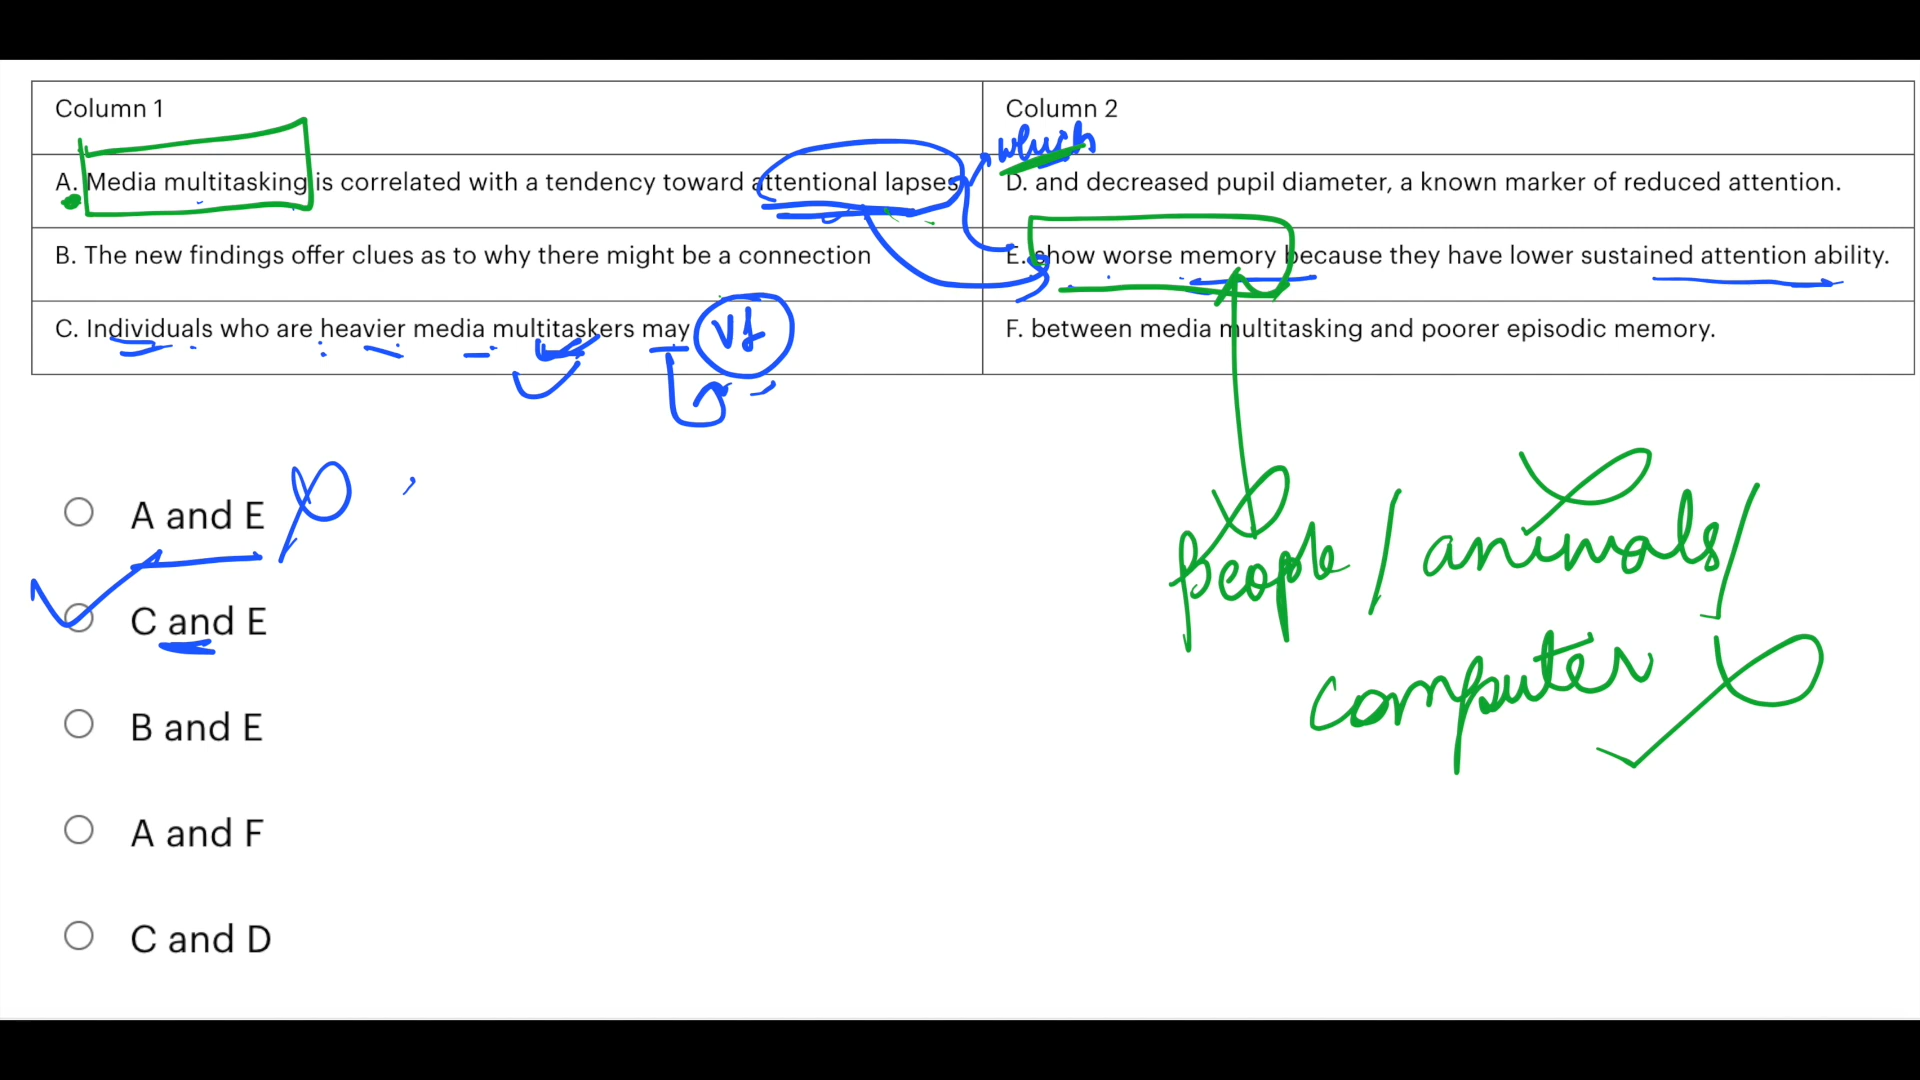 Column 1
Column 2
which
A. Media multitasking is correlated with a tendency toward attentional lapses
D. and decreased pupil diameter, a known marker of reduced attention.
B. The new findings offer clues as to why there might be a connection
E. show worse memory because they have lower sustained attention ability.
C. Individuals who are heavier media multitaskers may
V1
F. between media multitasking and poorer episodic memory.
A and E
C and E
B and E
A and F
C and D
people / animals /
computer